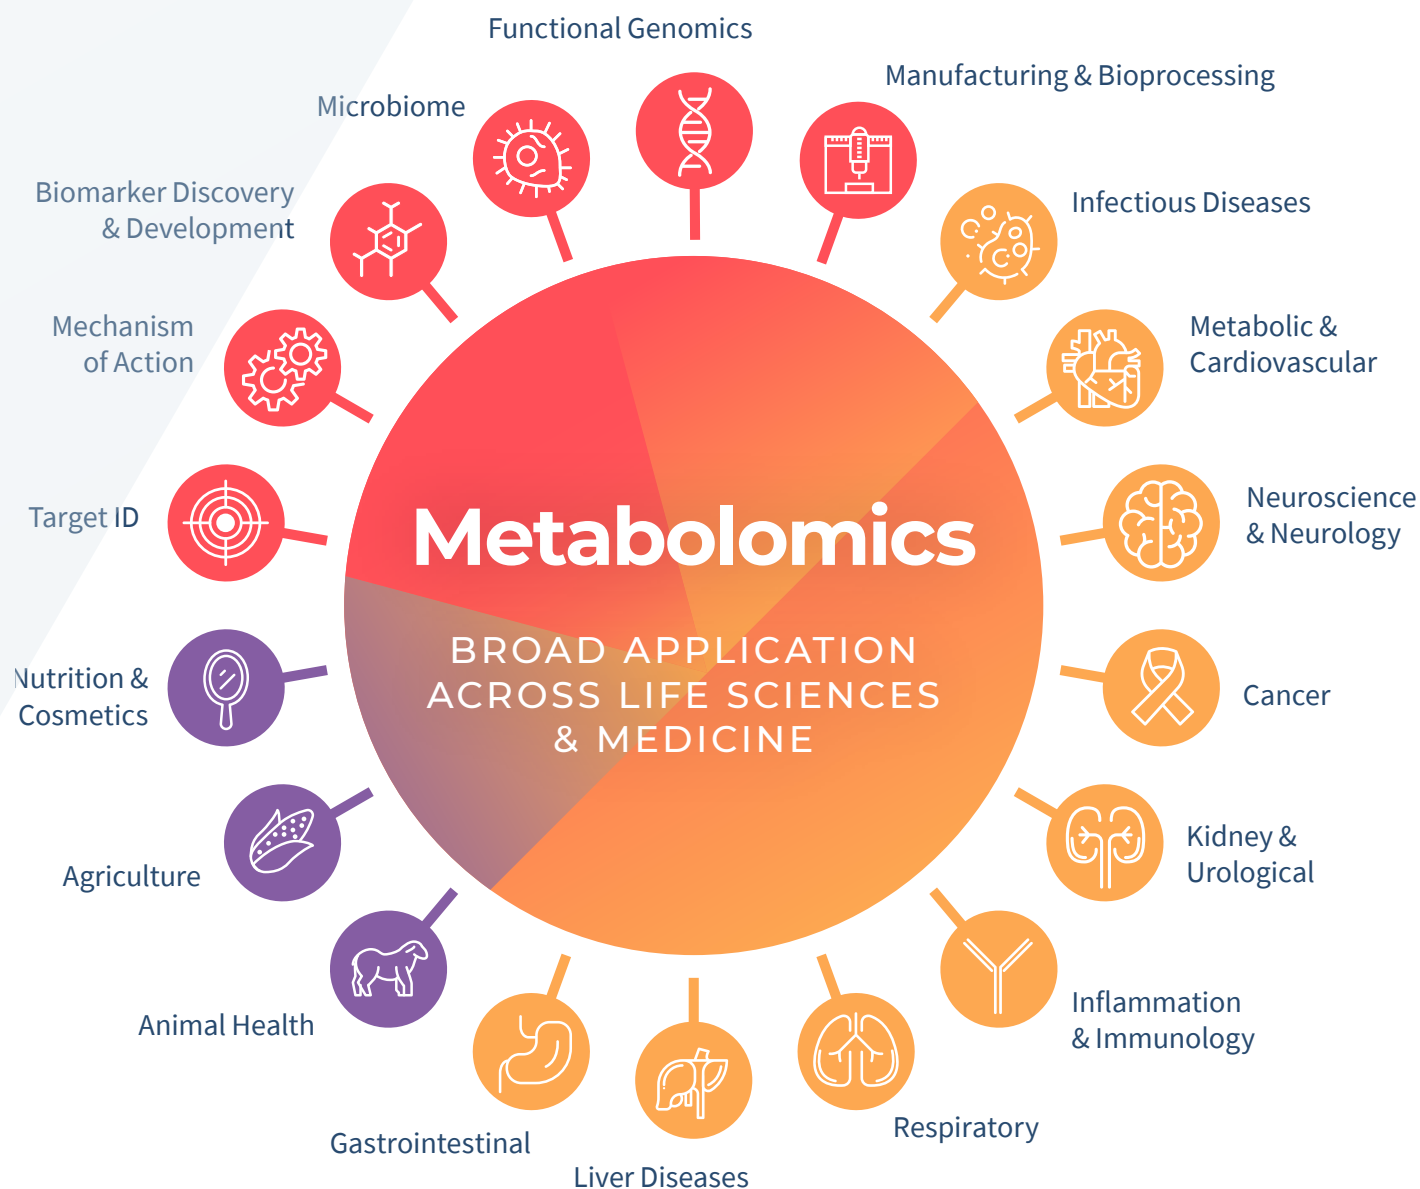 Functional Genomics
Manufacturing & Bioprocessing
Microbiome
Biomarker Discovery
& Development
Infectious Diseases
Mechanism
of Action
Metabolic &
Cardiovascular
Target ID
Neuroscience
& Neurology
Metabolomics
BROAD APPLICATION
ACROSS LIFE SCIENCES
& MEDICINE
Nutrition &
Cosmetics
Cancer
Agriculture
Kidney &
Urological
Animal Health
Inflammation
& Immunology
Gastrointestinal
Respiratory
Liver Diseases